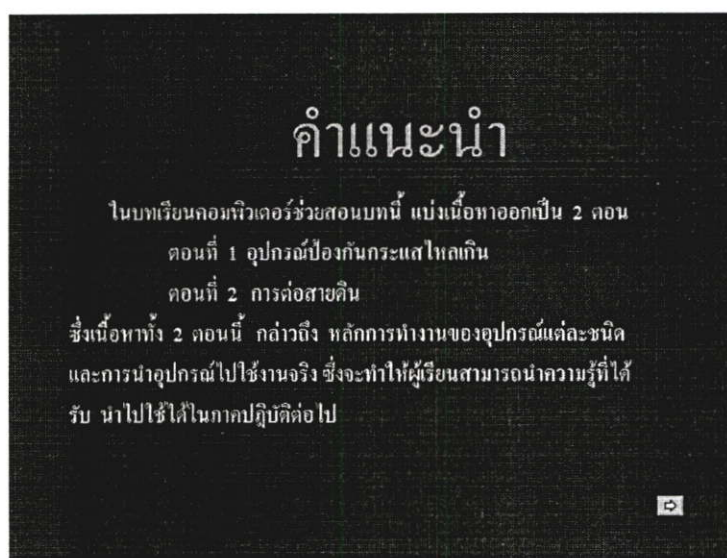 คำแนะนำ
ในบทเรียนคอมพิวเตอร์ช่วยสอนบทนี้ แบ่งเนื้อหาออกเป็น 2 ตอน
ตอนที่ 1 อุปกรณ์ป้องกันกระแสไหลเกิน
ตอนที่ 2 การต่อสายดิน
ซึ่งเนื้อหาทั้ง 2 ตอนนี้ กล่าวถึง หลักการทำงานของอุปกรณ์แต่ละชนิด
และการนำอุปกรณ์ไปใช้งานจริง ซึ่งจะทำให้ผู้เรียนสามารถนำความรู้ที่ได้
รับ นำไปใช้ได้ในภาคปฎิบัติต่อไป